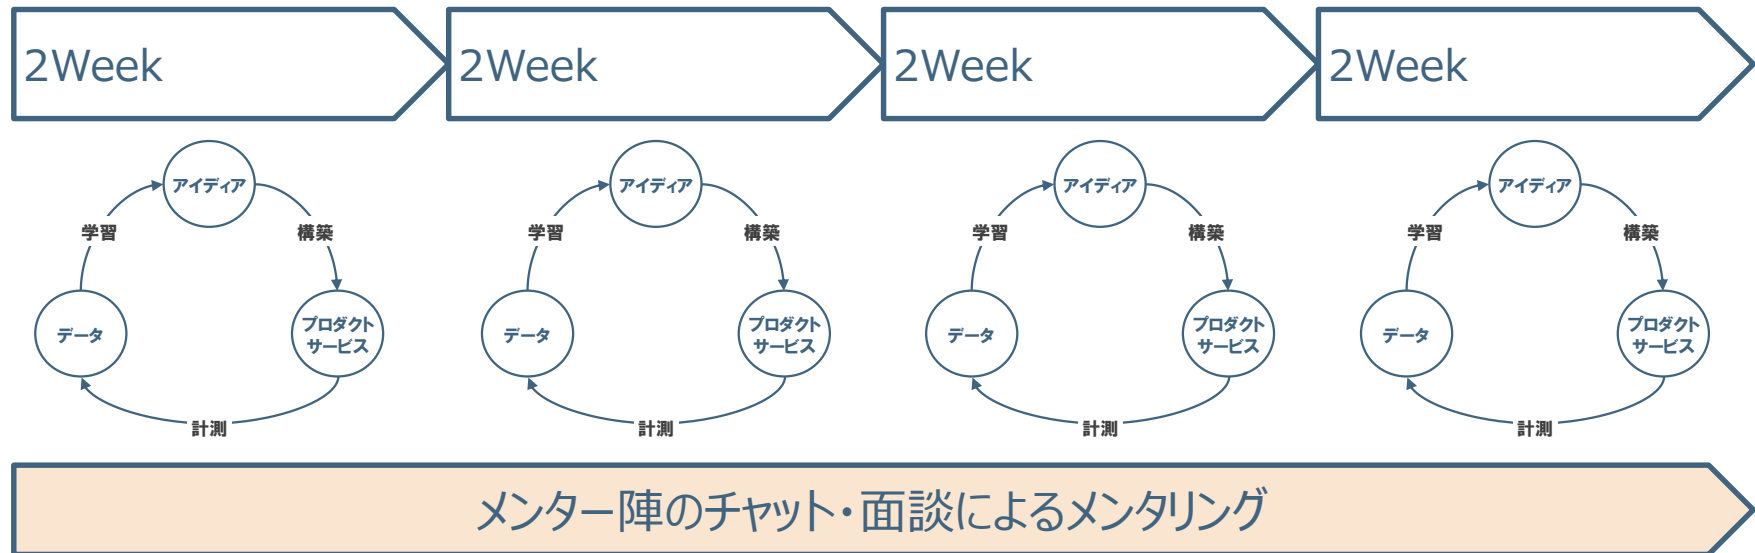 2Week
2Week
2Week
2Week
アイディア
学習
構築
データ
プロダクト
サービス
計測
アイディア
学習
構築
データ
プロダクト
サービス
計測
アイディア
学習
構築
データ
プロダクト
サービス
計測
アイディア
学習
構築
データ
プロダクト
サービス
計測
メンター陣のチャット・面談によるメンタリング